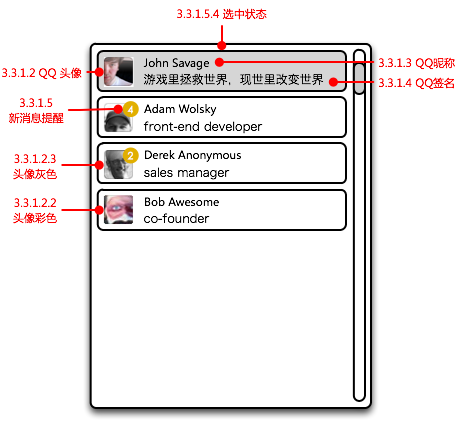 3.3.1.5.4 选中状态
John Savage
3.3.1.3 QQ昵称
3.3.1.2 QQ 头像
游戏里拯救世界，现世里改变世界
3.3.1.4 QQ签名
3.3.1.5
新消息提醒
4
Adam Wolsky
front-end developer
3.3.1.2.3
头像灰色
2
Derek Anonymous
sales manager
3.3.1.2.2
头像彩色
Bob Awesome
co-founder